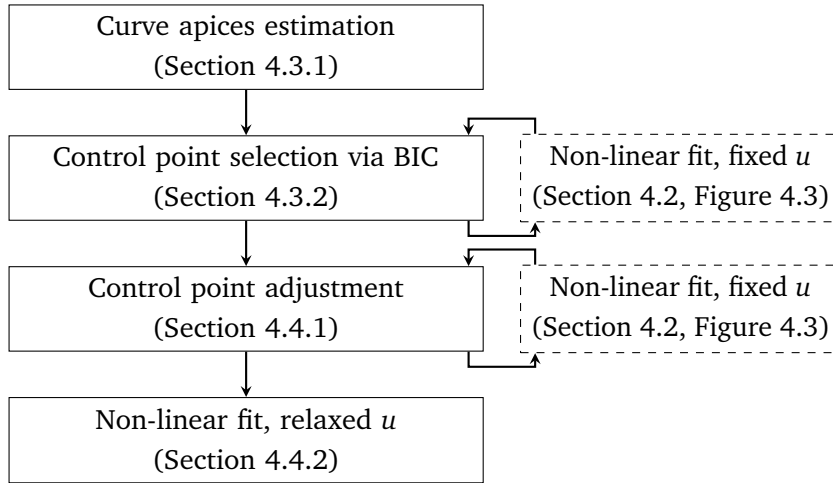 Curve apices estimation
(Section 4.3.1)
Control point selection via BIC
(Section 4.3.2)
Non-linear fit, fixed u
(Section 4.2, Figure 4.3)
Control point adjustment
(Section 4.4.1)
Non-linear fit, fixed u
(Section 4.2, Figure 4.3)
Non-linear fit, relaxed u
(Section 4.4.2)